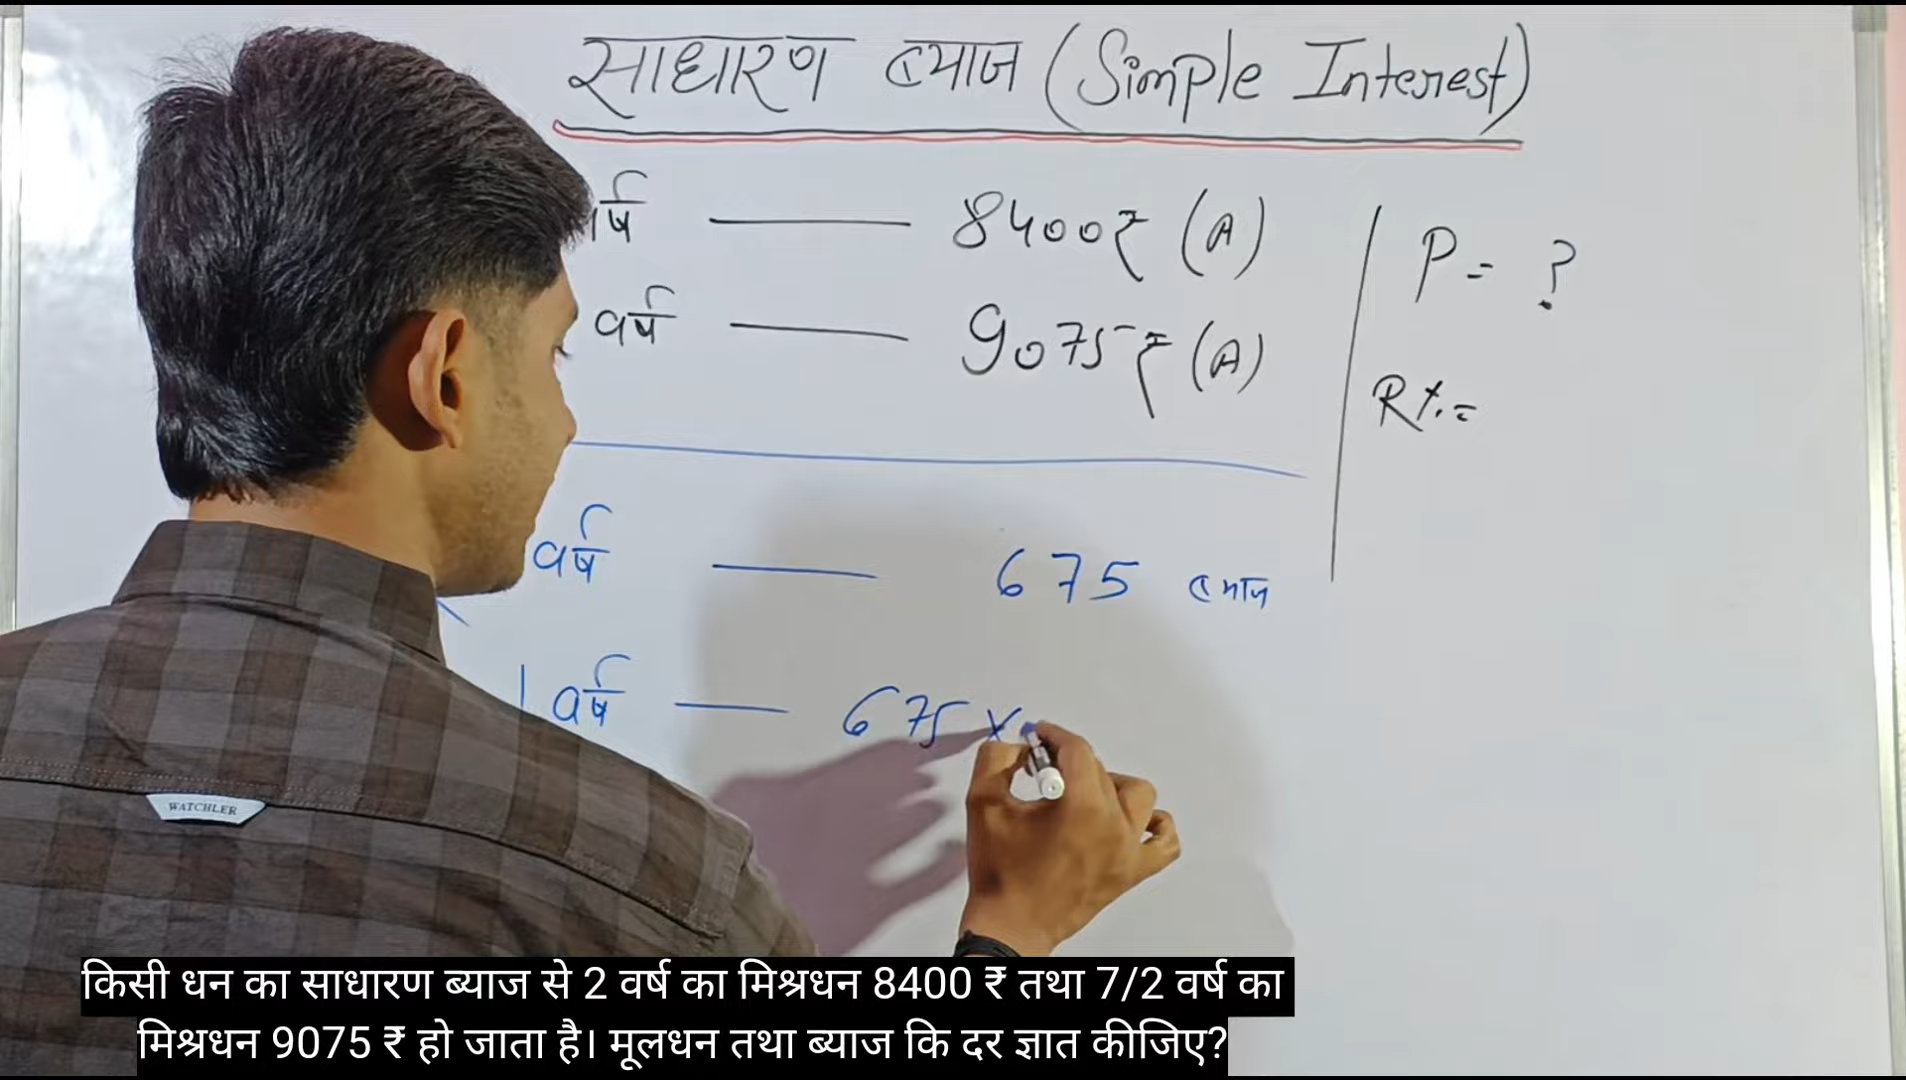 साधारण ब्याज (Simple Interest)
वर्ष — 8400₹ (A)
वर्ष — 9075₹ (A)
P = ?
R%=
वर्ष — 675 ब्याज
1 वर्ष — 675 ×
WATCHLER
किसी धन का साधारण ब्याज से 2 वर्ष का मिश्रधन 8400 ₹ तथा 7/2 वर्ष का
मिश्रधन 9075 ₹ हो जाता है। मूलधन तथा ब्याज कि दर ज्ञात कीजिए?